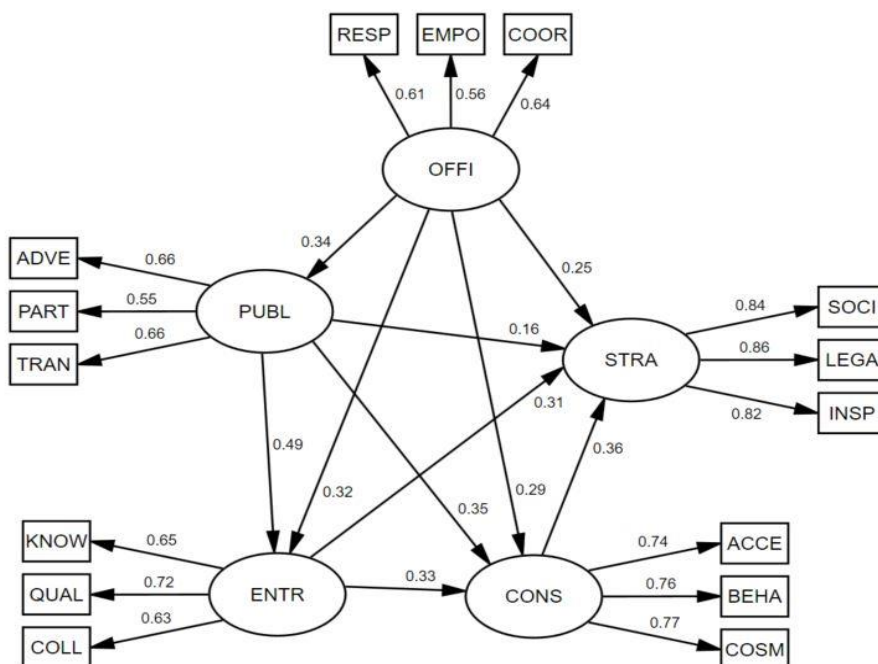 RESP EMPO COOR
0.61 0.56 0.64
OFFI
0.34
0.25
ADVE 0.66
PART 0.55 PUBL
TRAN 0.66
0.16
0.84 SOCI
STRA 0.86 LEGA
0.82 INSP
0.31
0.49
0.36
0.32 0.35 0.29
KNOW 0.65
QUAL 0.72 ENTR
COLL 0.63
0.33
0.74 ACCE
CONS 0.76 BEHA
0.77 COSM